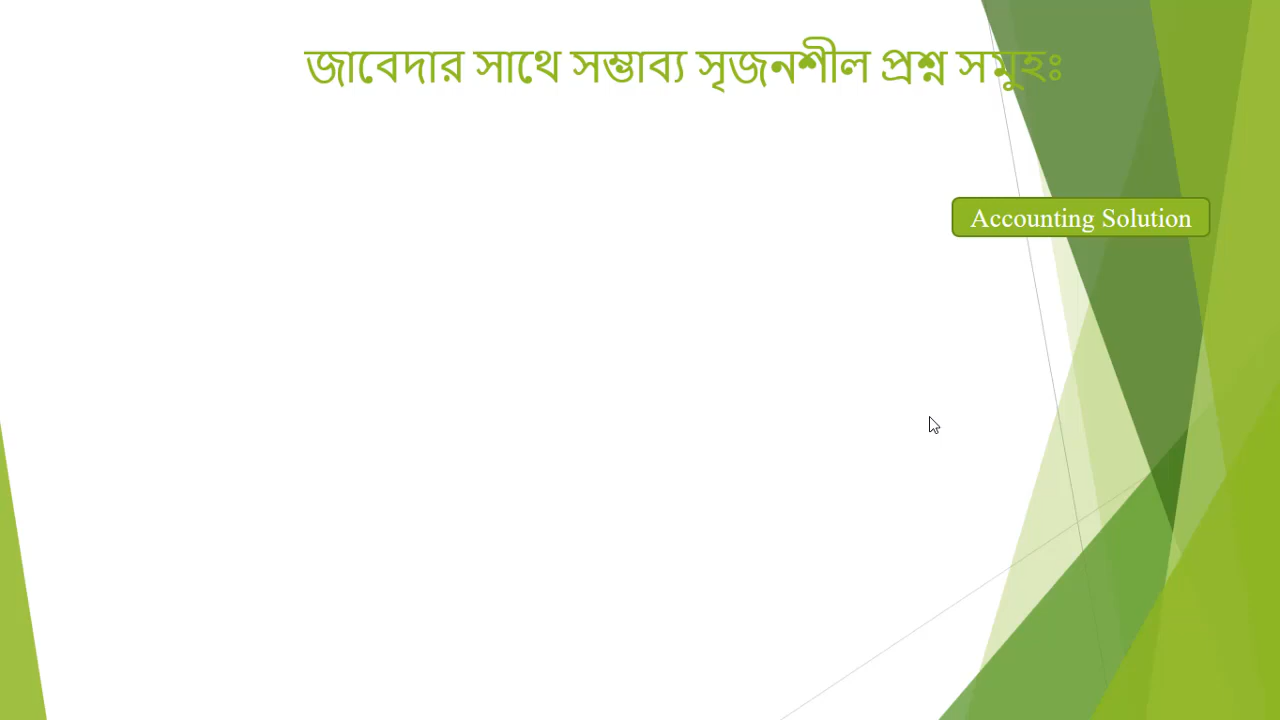 জাবেদার সাথে সম্ভাব্য সৃজনশীল প্রশ্ন সমুহঃ
Accounting Solution